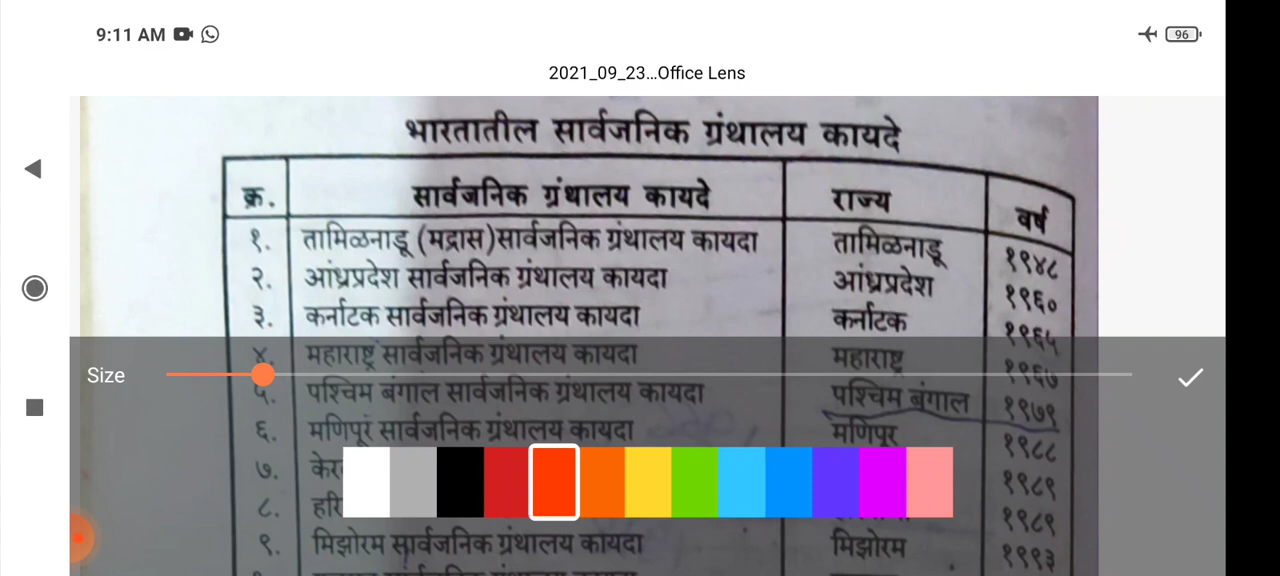 9:11 AM 96
2021_09_23...Office Lens
भारतातील सार्वजनिक ग्रंथालय कायदे
क्र. सार्वजनिक ग्रंथालय कायदे राज्य वर्ष
१. तामिळनाडू (मद्रास)सार्वजनिक ग्रंथालय कायदा तामिळनाडू १९४८
२. आंध्रप्रदेश सार्वजनिक ग्रंथालय कायदा आंध्रप्रदेश १९६०
३. कर्नाटक सार्वजनिक ग्रंथालय कायदा कर्नाटक १९६५
४. महाराष्ट्र सार्वजनिक ग्रंथालय कायदा महाराष्ट्र १९६७
Size
५. पश्चिम बंगाल सार्वजनिक ग्रंथालय कायदा पश्चिम बंगाल १९७९
६. मणिपूर सार्वजनिक ग्रंथालय कायदा मणिपूर १९८८
७. १९८९
८. १९८९
९. मिझोरम सार्वजनिक ग्रंथालय कायदा मिझोरम १९९३